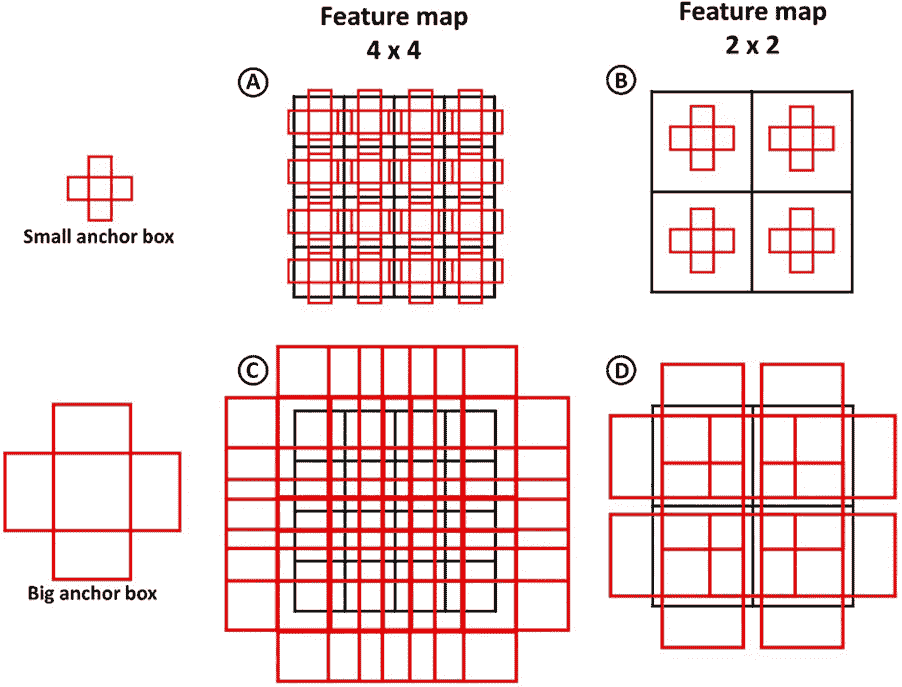 Feature map
4 x 4
Feature map
2 x 2
A
B
Small anchor box
C
D
Big anchor box